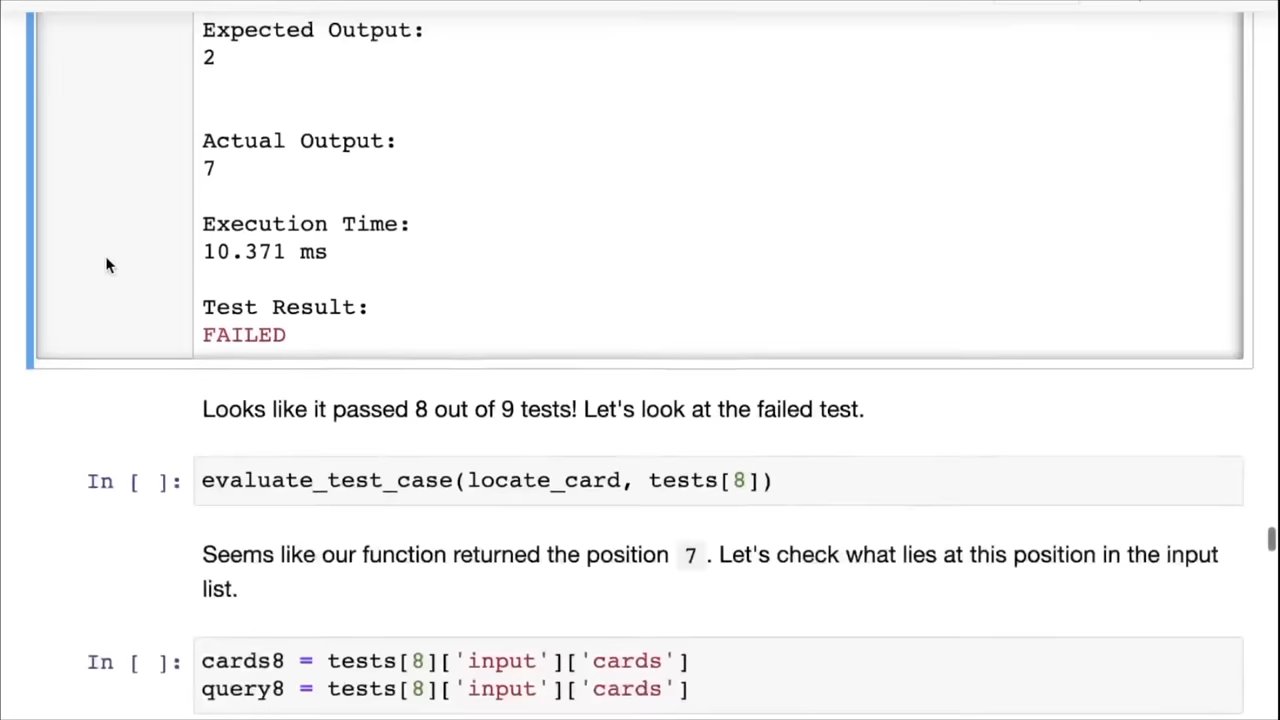 Expected Output:
2
Actual Output:
7
Execution Time:
10.371 ms
Test Result:
FAILED
Looks like it passed 8 out of 9 tests! Let's look at the failed test.
In [ ]: evaluate_test_case(locate_card, tests[8])
Seems like our function returned the position 7 . Let's check what lies at this position in the input
list.
In [ ]: cards8 = tests[8]['input']['cards']
query8 = tests[8]['input']['cards']